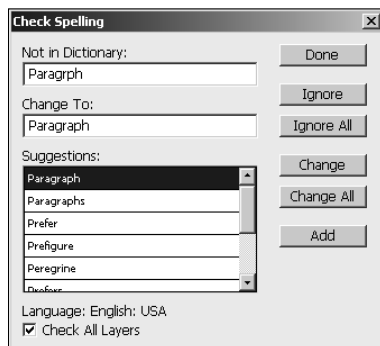 Check Spelling
Not in Dictionary:
Paragrph
Done
Ignore
Change To:
Paragraph
Ignore All
Suggestions:
Change
Paragraph
Paragraphs
Change All
Prefer
Prefigure
Add
Peregrine
Prefers
Language: English: USA
Check All Layers